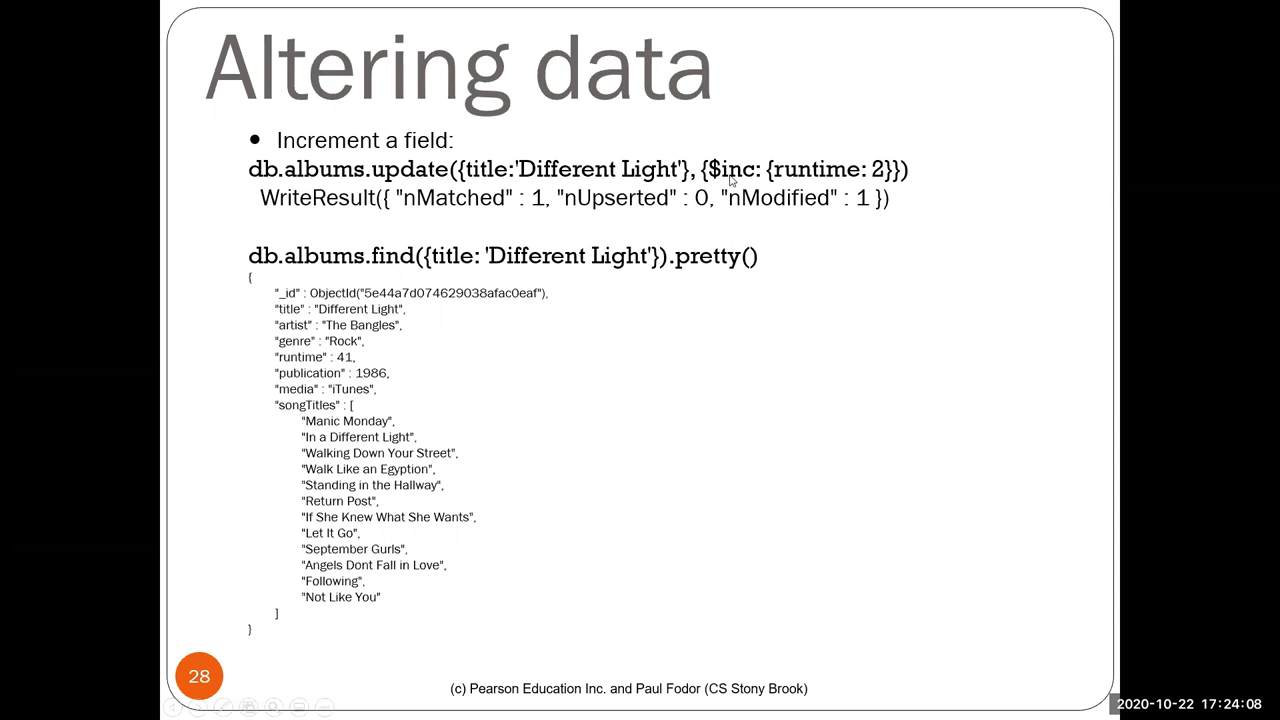 Altering data
• Increment a field:
db.albums.update({title:'Different Light'}, {$inc: {runtime: 2}})
WriteResult({ "nMatched" : 1, "nUpserted" : 0, "nModified" : 1 })
db.albums.find({title: 'Different Light'}).pretty()
{
"_id" : ObjectId("5e44a7d074629038afac0eaf"),
"title" : "Different Light",
"artist" : "The Bangles",
"genre" : "Rock",
"runtime" : 41,
"publication" : 1986,
"media" : "iTunes",
"songTitles" : [
"Manic Monday",
"In a Different Light",
"Walking Down Your Street",
"Walk Like an Egyption",
"Standing in the Hallway",
"Return Post",
"If She Knew What She Wants",
"Let It Go",
"September Gurls",
"Angels Dont Fall in Love",
"Following",
"Not Like You"
]
}
28
(c) Pearson Education Inc. and Paul Fodor (CS Stony Brook)
2020-10-22 17:24:08